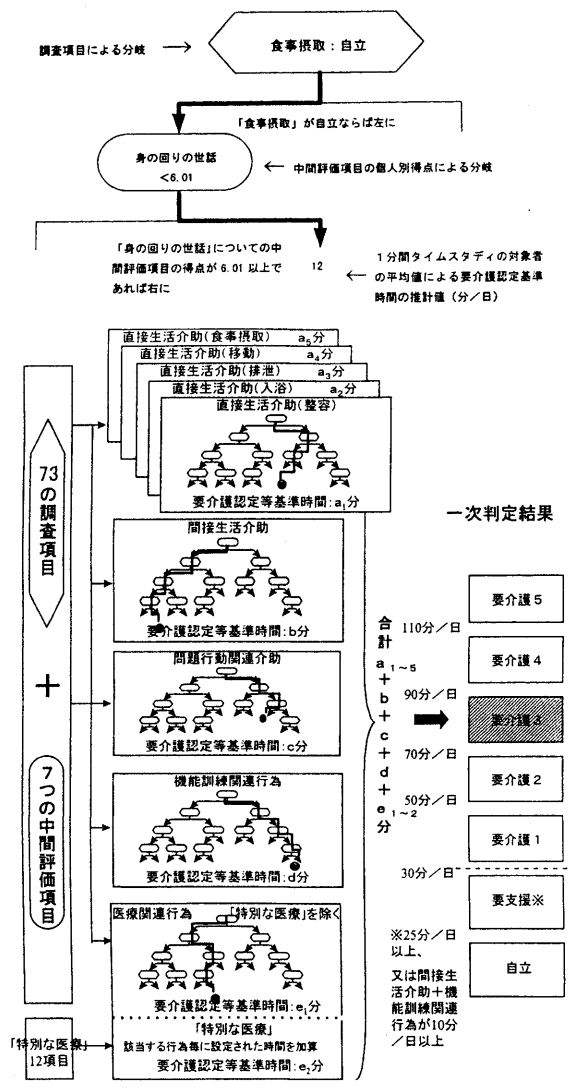 調査項目による分岐
食事摂取：自立
「食事摂取」が自立ならば左に
身の回りの世話
<6.01
中間評価項目の個人別得点による分岐
「身の回りの世話」についての中
間評価項目の得点が 6.01 以上で
あれば右に
12
１分間タイムスタディの対象者
の平均値による要介護認定基準
時間の推計値（分／日）
直接生活介助(食事摂取) a₅分
直接生活介助(移動) a₄分
直接生活介助(排泄) a₃分
直接生活介助(入浴) a₂分
直接生活介助(整容)
要介護認定等基準時間：a₁分
73の調査項目
＋
7つの中間評価項目
間接生活介助
要介護認定等基準時間：b分
問題行動関連介助
要介護認定等基準時間：c分
機能訓練関連行為
要介護認定等基準時間：d分
医療関連行為 「特別な医療」を除く
要介護認定等基準時間：e₁分
「特別な医療」
12項目
「特別な医療」
該当する行為毎に設定された時間を加算
要介護認定等基準時間：e₂分
合計 a₁～₅＋b＋c＋d＋e₁～₂分
一次判定結果
要介護５
110分／日
要介護４
90分／日
要介護３
70分／日
要介護２
50分／日
要介護１
30分／日
要支援※
自立
※25分／日
以上、
又は間接生
活介助＋機
能訓練関連
行為が10分
／日以上